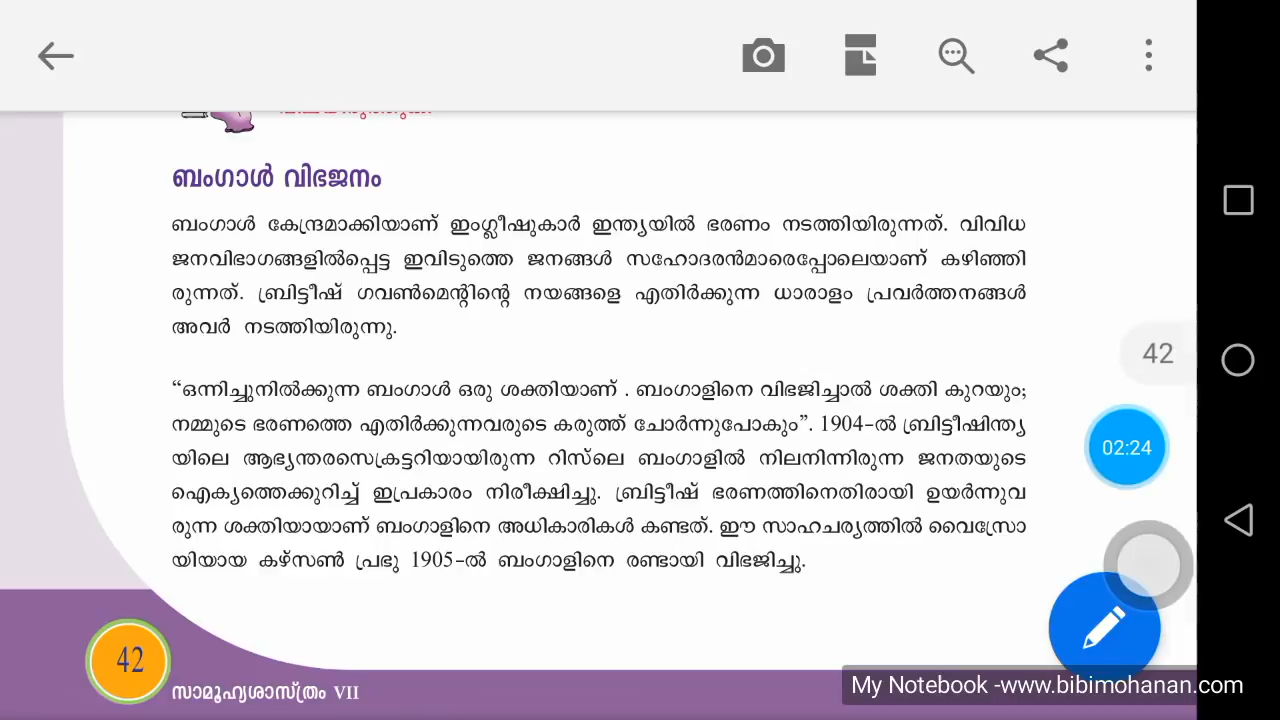 ബംഗാൾ വിഭജനം
ബംഗാൾ കേന്ദ്രമാക്കിയാണ് ഇംഗ്ലീഷുകാർ ഇന്ത്യയിൽ ഭരണം നടത്തിയിരുന്നത്. വിവിധ
ജനവിഭാഗങ്ങളിൽപ്പെട്ട ഇവിടുത്തെ ജനങ്ങൾ സഹോദരൻമാരെപ്പോലെയാണ് കഴിഞ്ഞി
രുന്നത്. ബ്രിട്ടീഷ് ഗവൺമെന്റിന്റെ നയങ്ങളെ എതിർക്കുന്ന ധാരാളം പ്രവർത്തനങ്ങൾ
അവർ നടത്തിയിരുന്നു.
42
“ഒന്നിച്ചുനിൽക്കുന്ന ബംഗാൾ ഒരു ശക്തിയാണ് . ബംഗാളിനെ വിഭജിച്ചാൽ ശക്തി കുറയും;
നമ്മുടെ ഭരണത്തെ എതിർക്കുന്നവരുടെ കരുത്ത് ചോർന്നുപോകും”. 1904-ൽ ബ്രിട്ടീഷിന്ത്യ
02:24
യിലെ ആഭ്യന്തരസെക്രട്ടറിയായിരുന്ന റിസ്‌ലെ ബംഗാളിൽ നിലനിന്നിരുന്ന ജനതയുടെ
ഐക്യത്തെക്കുറിച്ച് ഇപ്രകാരം നിരീക്ഷിച്ചു. ബ്രിട്ടീഷ് ഭരണത്തിനെതിരായി ഉയർന്നുവ
രുന്ന ശക്തിയായാണ് ബംഗാളിനെ അധികാരികൾ കണ്ടത്. ഈ സാഹചര്യത്തിൽ വൈസ്രോ
യിയായ കഴ്സൺ പ്രഭു 1905-ൽ ബംഗാളിനെ രണ്ടായി വിഭജിച്ചു.
42
സാമൂഹ്യശാസ്ത്രം VII
My Notebook -www.bibimohanan.com